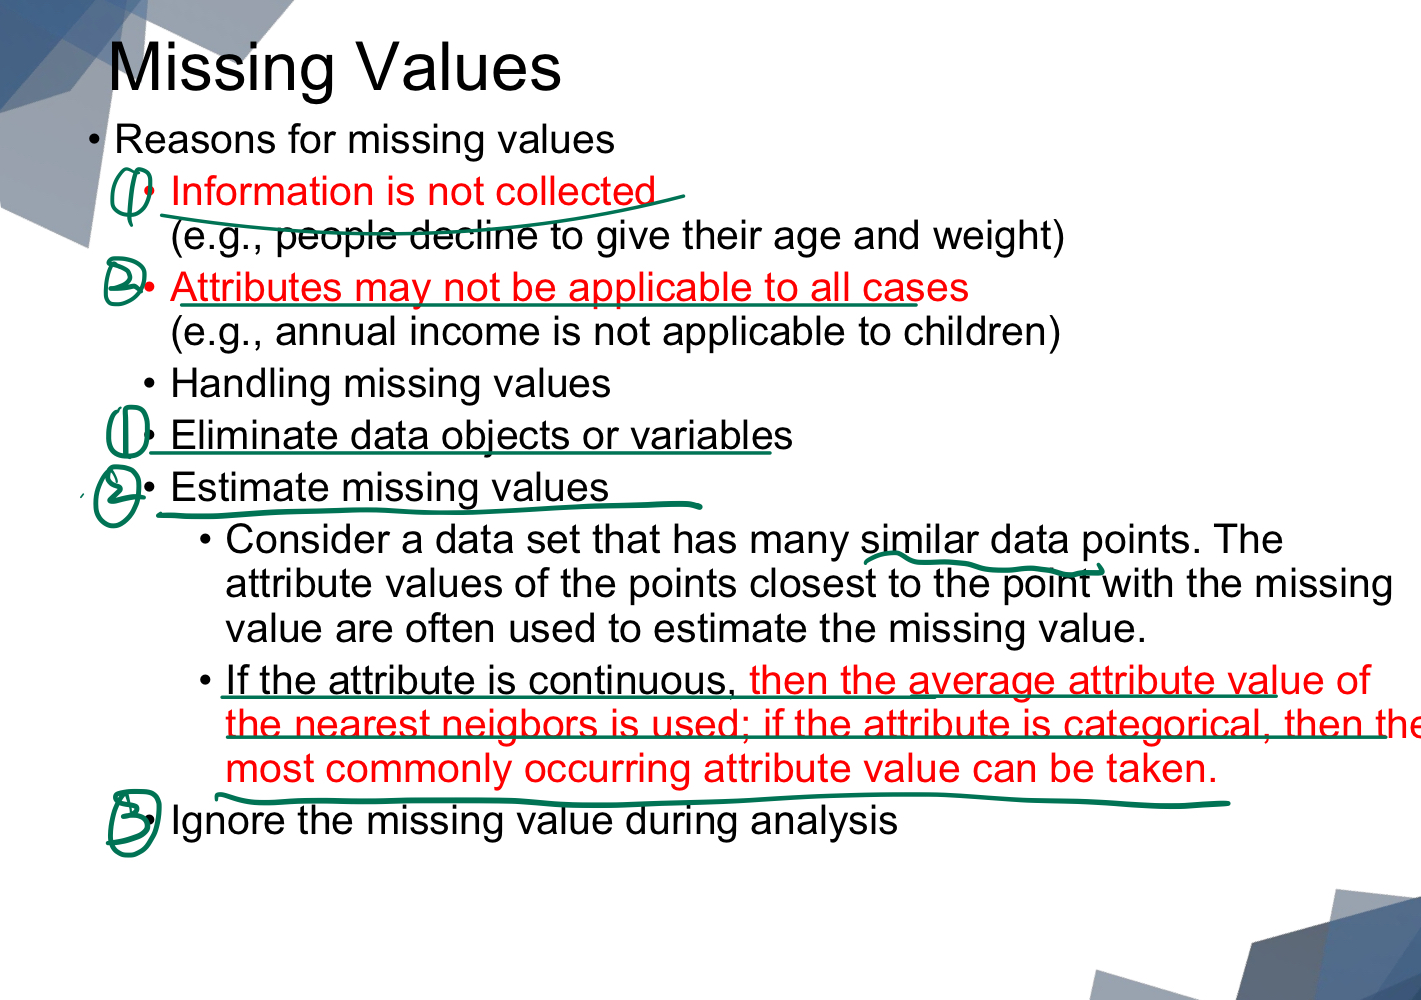 Missing Values
• Reasons for missing values
① • Information is not collected
(e.g., people decline to give their age and weight)
② • Attributes may not be applicable to all cases
(e.g., annual income is not applicable to children)
• Handling missing values
① • Eliminate data objects or variables
② • Estimate missing values
• Consider a data set that has many similar data points. The
attribute values of the points closest to the point with the missing
value are often used to estimate the missing value.
• If the attribute is continuous, then the average attribute value of
the nearest neigbors is used; if the attribute is categorical, then the
most commonly occurring attribute value can be taken.
③ • Ignore the missing value during analysis